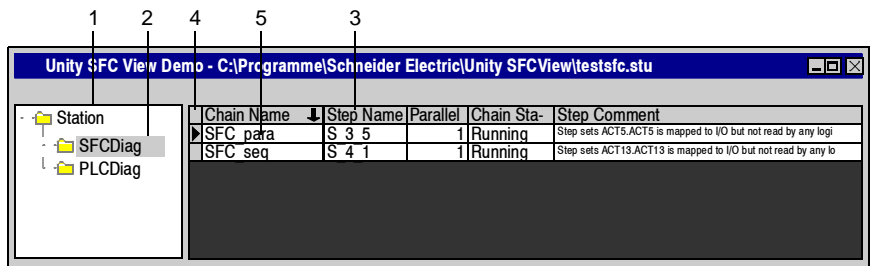 1 2 4 5 3
Unity SFC View Demo - C:\Programme\Schneider Electric\Unity SFCView\testsfc.stu
Station
SFCDiag
PLCDiag
Chain Name Step Name Parallel Chain Sta- Step Comment
SFC_para S_3_5 1 Running Step sets ACT5.ACT5 is mapped to I/O but not read by any logi
SFC_seq S_4_1 1 Running Step sets ACT13.ACT13 is mapped to I/O but not read by any lo